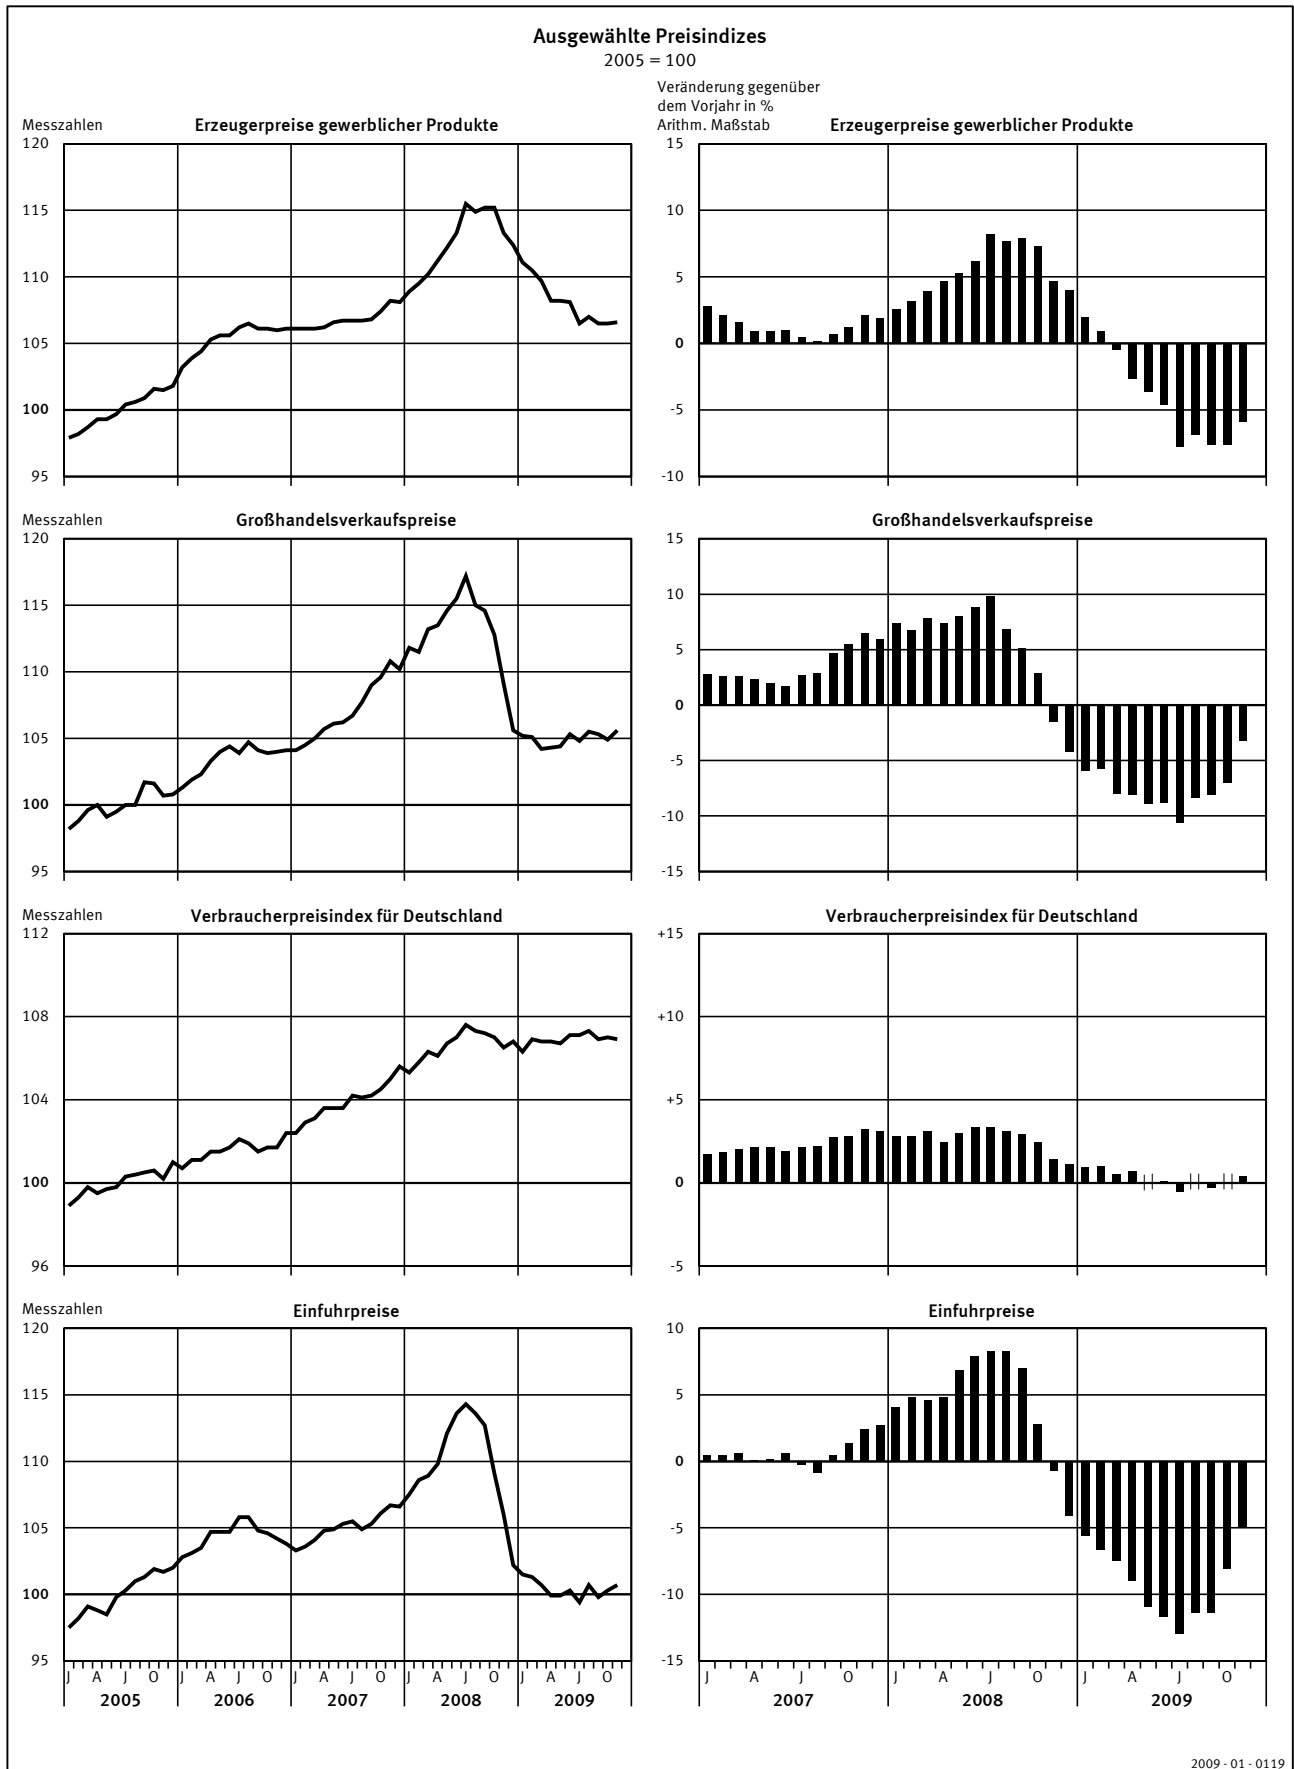 Ausgewählte Preisindizes
2005 = 100
Veränderung gegenüber
dem Vorjahr in %
Arithm. Maßstab
Messzahlen
Erzeugerpreise gewerblicher Produkte
120
115
110
105
100
95
Erzeugerpreise gewerblicher Produkte
15
10
5
0
-5
-10
Messzahlen
Großhandelsverkaufspreise
120
115
110
105
100
95
Großhandelsverkaufspreise
15
10
5
0
-5
-10
-15
Messzahlen
Verbraucherpreisindex für Deutschland
112
108
104
100
96
Verbraucherpreisindex für Deutschland
+15
+10
+5
0
-5
Messzahlen
Einfuhrpreise
120
115
110
105
100
95
J A J O J A J O J A J O J A J O J A J O
2005 2006 2007 2008 2009
Einfuhrpreise
10
5
0
-5
-10
-15
J A J O J A J O J A J O
2007 2008 2009
2009 - 01 - 0119